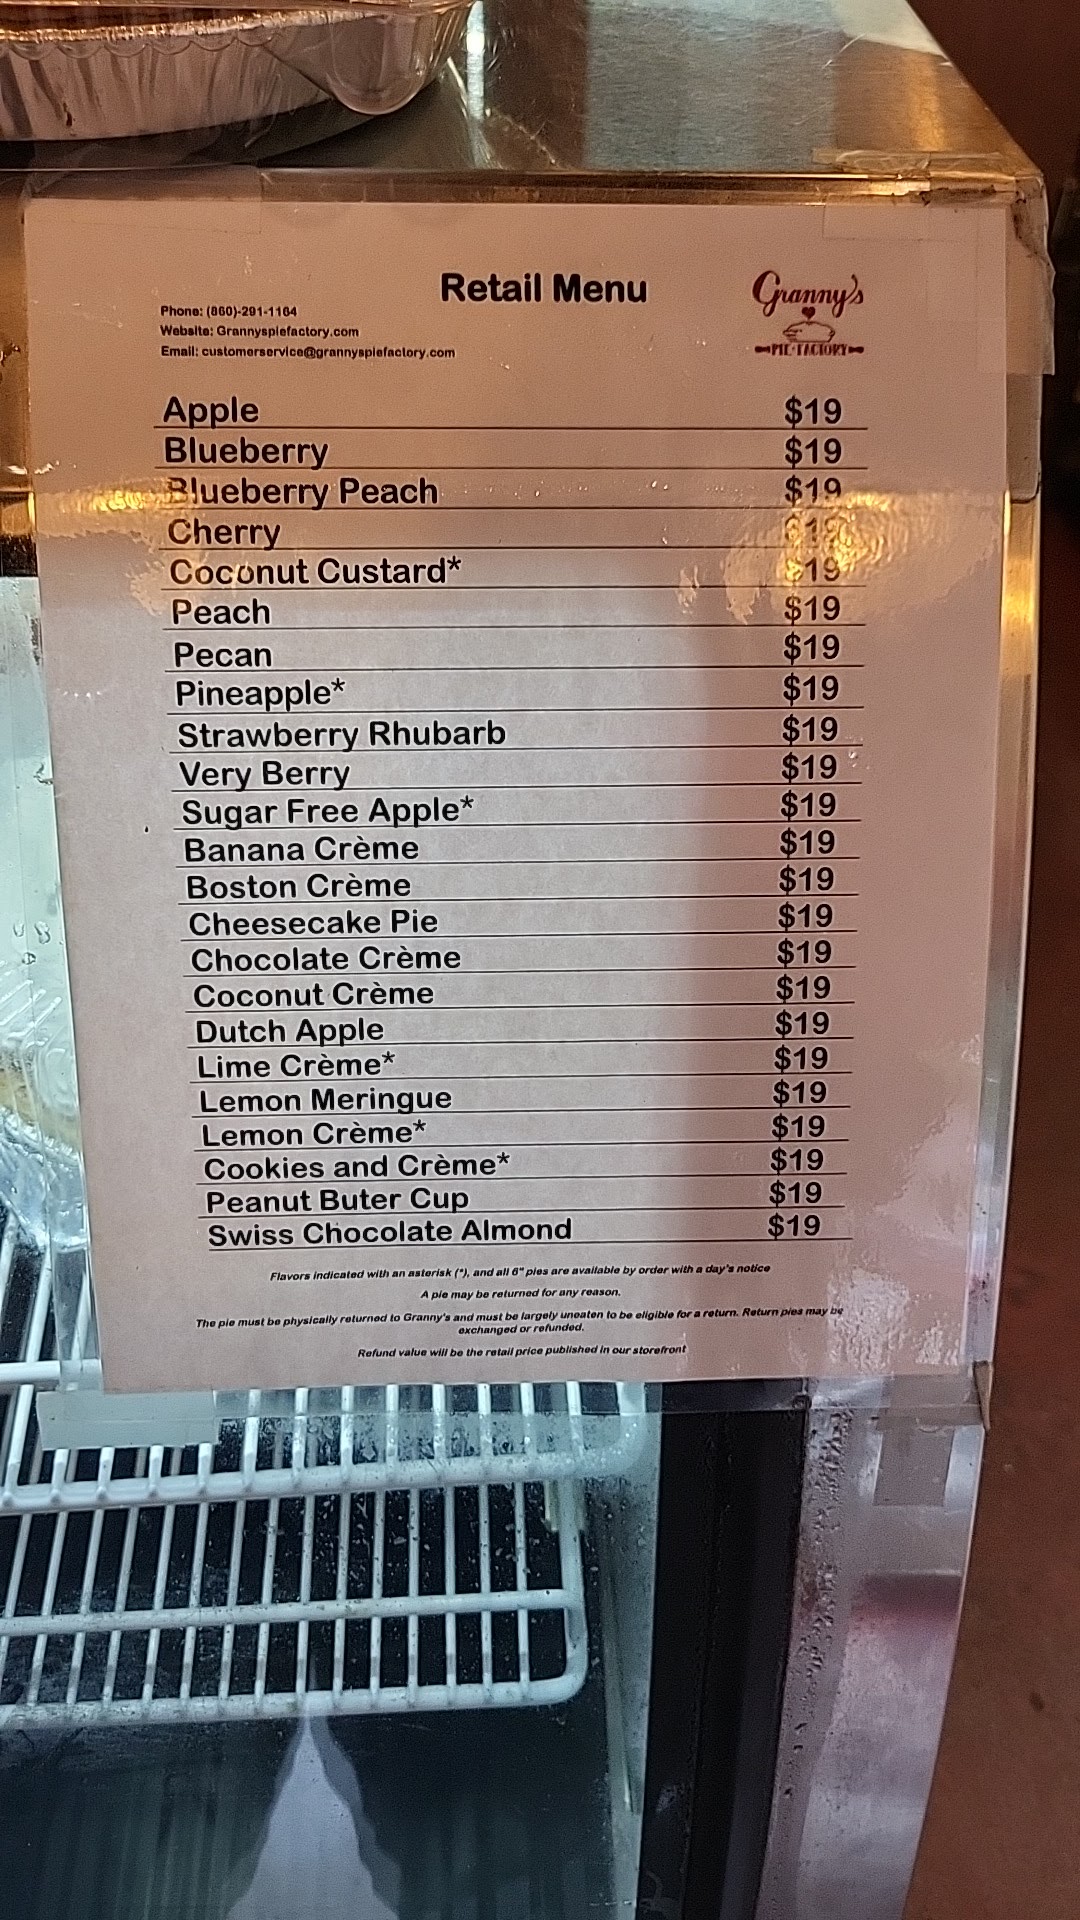 Retail Menu
Granny's
PIE FACTORY
Phone: (860)-291-1164
Website: Grannyspiefactory.com
Email: customerservice@grannyspiefactory.com
Apple $19
Blueberry $19
Blueberry Peach $19
Cherry $19
Coconut Custard* $19
Peach $19
Pecan $19
Pineapple* $19
Strawberry Rhubarb $19
Very Berry $19
Sugar Free Apple* $19
Banana Crème $19
Boston Crème $19
Cheesecake Pie $19
Chocolate Crème $19
Coconut Crème $19
Dutch Apple $19
Lime Crème* $19
Lemon Meringue $19
Lemon Crème* $19
Cookies and Crème* $19
Peanut Buter Cup $19
Swiss Chocolate Almond $19
Flavors indicated with an asterisk (*), and all 6" pies are available by order with a day's notice
A pie may be returned for any reason.
The pie must be physically returned to Granny's and must be largely uneaten to be eligible for a return. Return pies may be
exchanged or refunded.
Refund value will be the retail price published in our storefront